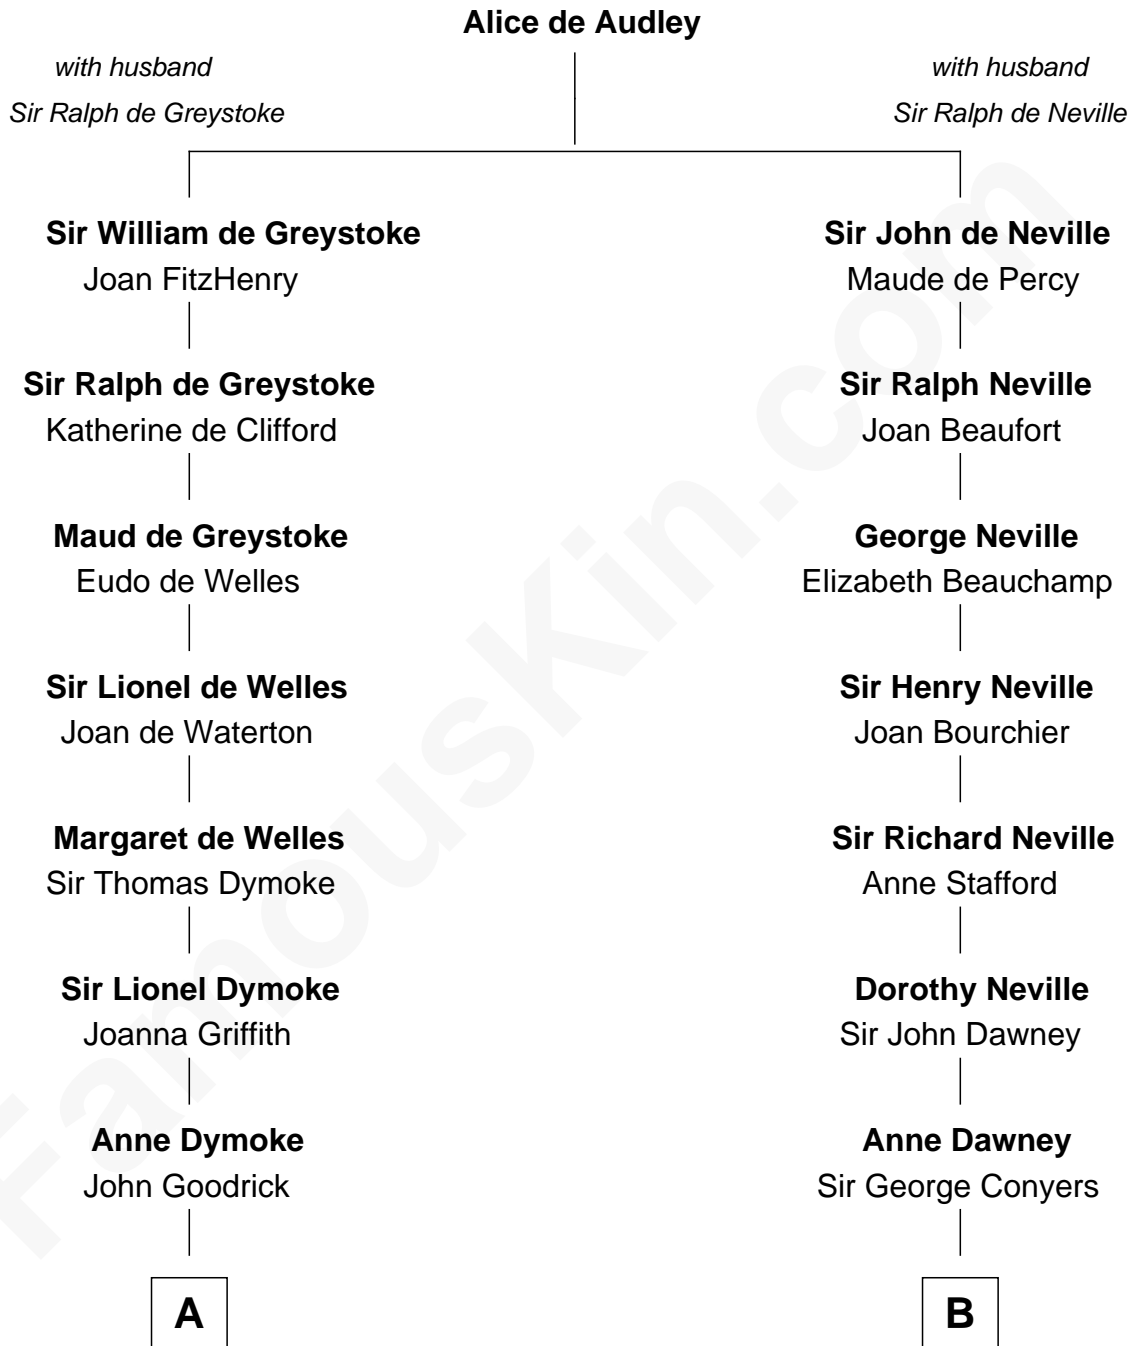 Alice de Audley
with husband
Sir Ralph de Greystoke
with husband
Sir Ralph de Neville
Sir William de Greystoke
Joan FitzHenry
Sir John de Neville
Maude de Percy
Sir Ralph de Greystoke
Katherine de Clifford
Sir Ralph Neville
Joan Beaufort
Maud de Greystoke
Eudo de Welles
George Neville
Elizabeth Beauchamp
Sir Lionel de Welles
Joan de Waterton
Sir Henry Neville
Joan Bourchier
Margaret de Welles
Sir Thomas Dymoke
Sir Richard Neville
Anne Stafford
Sir Lionel Dymoke
Joanna Griffith
Dorothy Neville
Sir John Dawney
Anne Dymoke
John Goodrick
Anne Dawney
Sir George Conyers
A
B
FamousKin.com